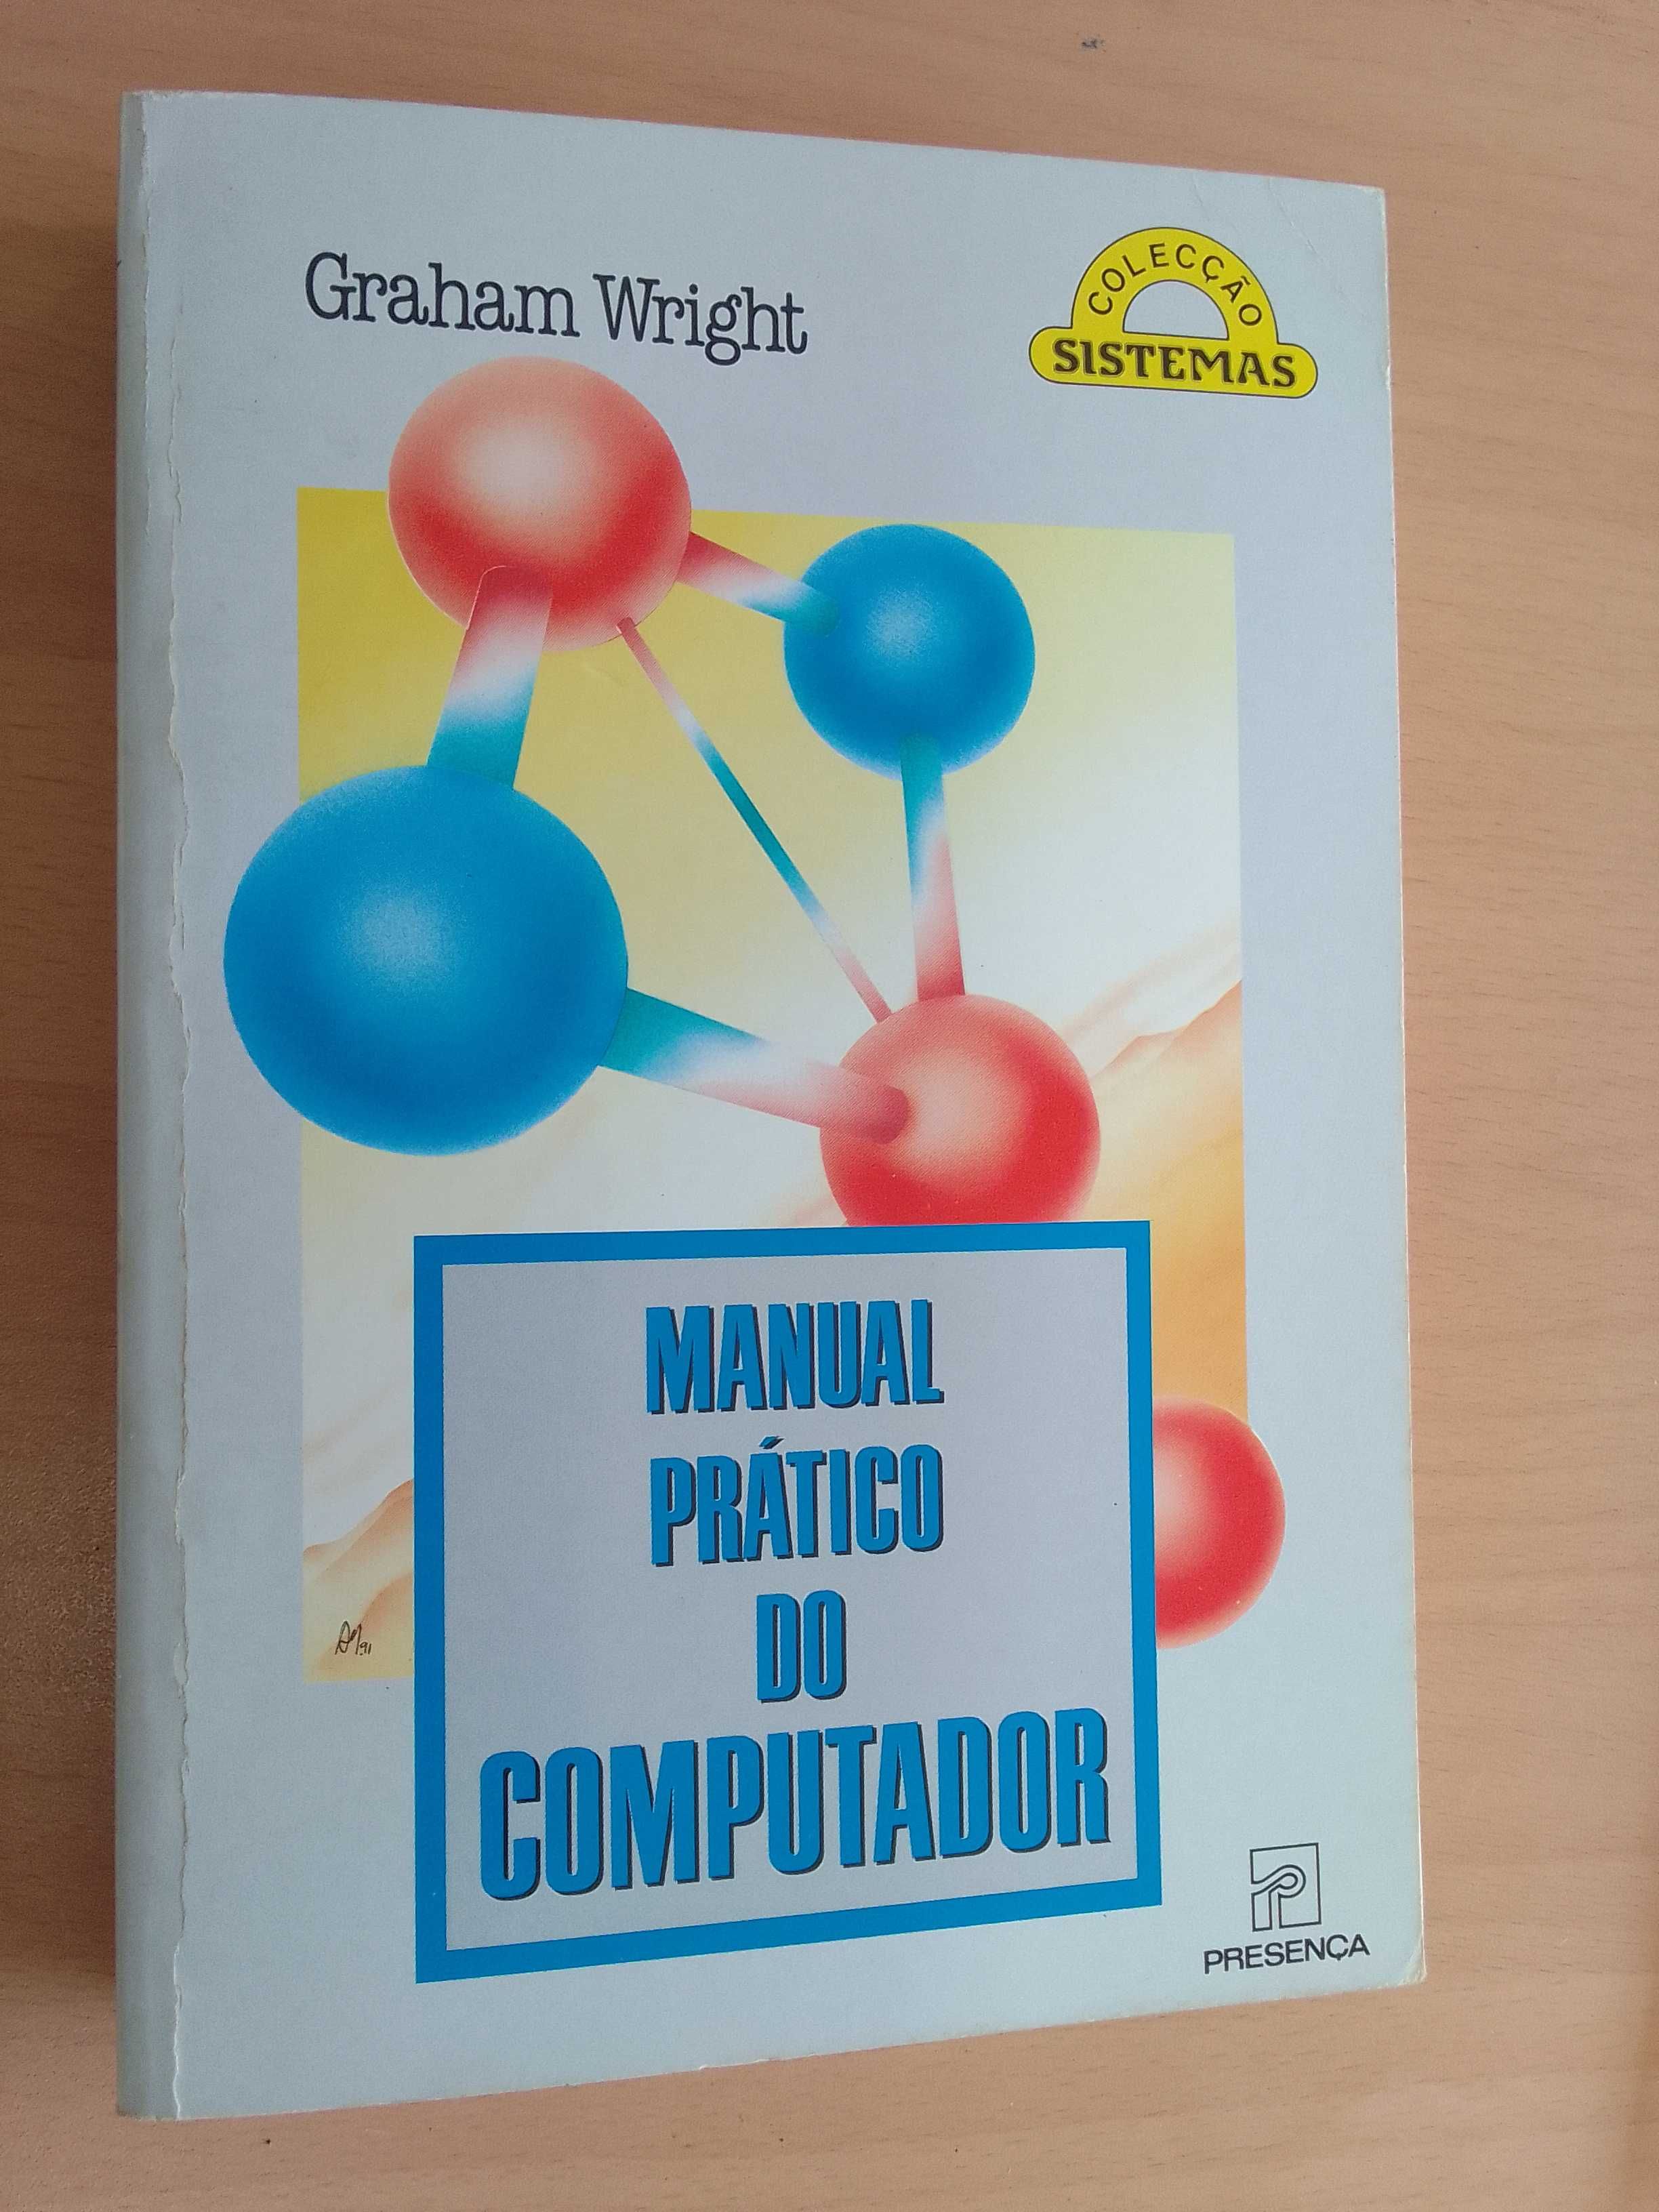 Graham Wright
COLECÇÃO
SISTEMAS
MANUAL
PRÁTICO
DO
COMPUTADOR
PRESENÇA